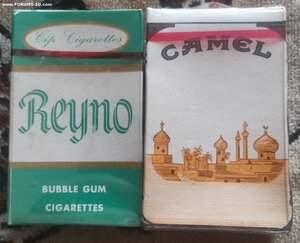 www.FORUMS-SU.com
Cip Cigarettes
Reyno
BUBBLE GUM
CIGARETTES
CAMEL